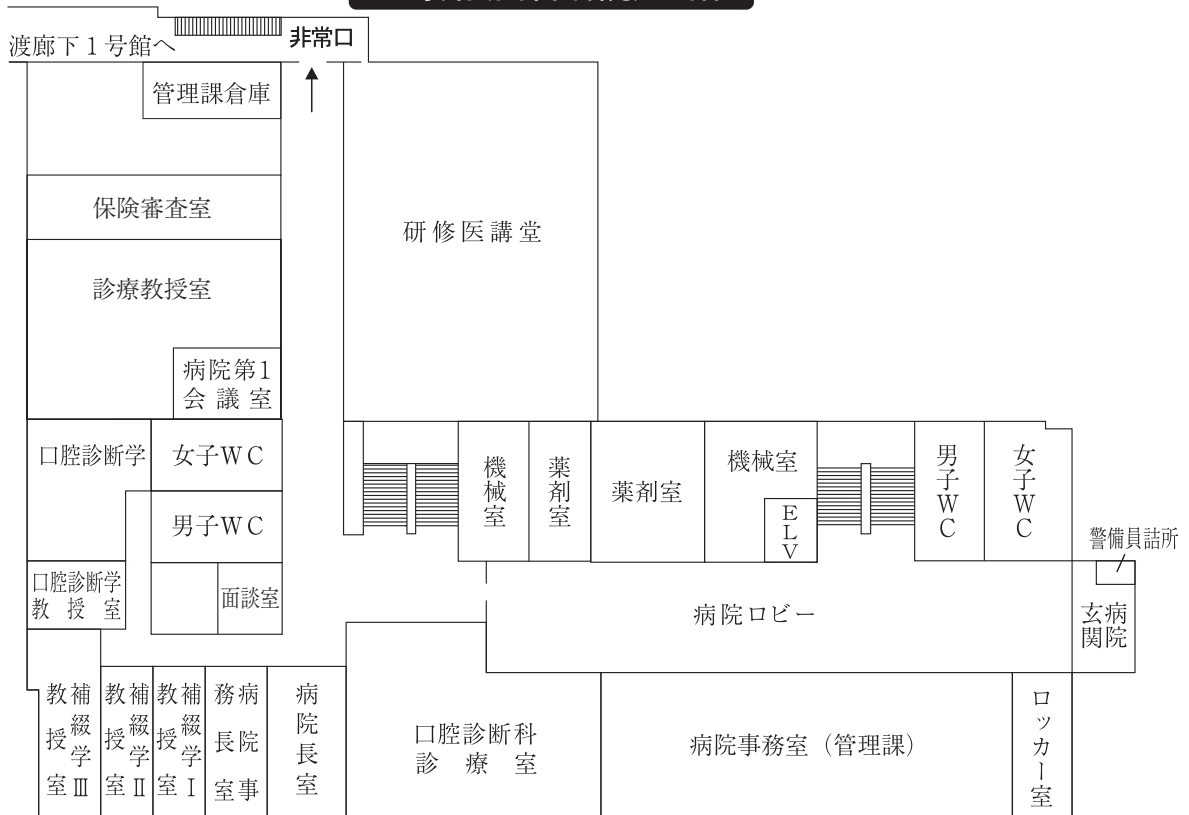 渡廊下1号館へ
非常口
管理課倉庫
保険審査室
研修医講堂
診療教授室
病院第1
会議室
口腔診断学
女子WC
男子WC
口腔診断学
教授室
面談室
機械室
薬剤室
薬剤室
機械室
ELV
男子WC
女子WC
警備員詰所
病院ロビー
病院
玄関
補綴学Ⅲ
教授室
補綴学Ⅱ
教授室
補綴学Ⅰ
教授室
病院事
務長室
病院長室
口腔診断科
診療室
病院事務室(管理課)
ロッカー室